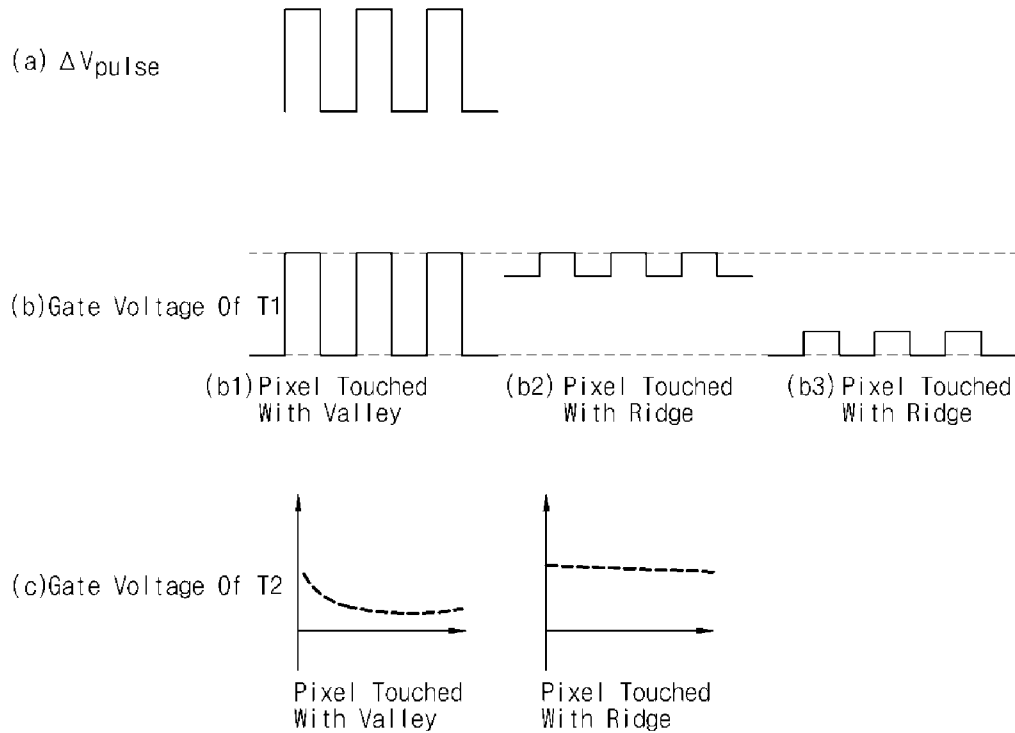 (a) ΔVpulse
(b)Gate Voltage Of T1
(b1) Pixel Touched
With Valley
(b2) Pixel Touched
With Ridge
(b3) Pixel Touched
With Ridge
(c)Gate Voltage Of T2
Pixel Touched
With Valley
Pixel Touched
With Ridge